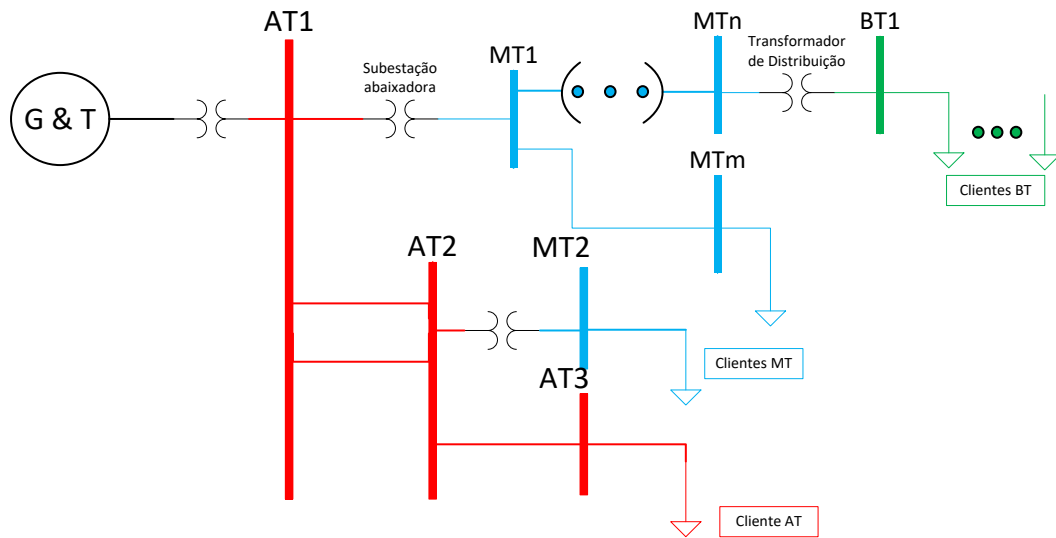 AT1
MTn
BT1
Transformador
de Distribuição
Subestação
abaixadora
MT1
G & T
MTm
Clientes BT
AT2
MT2
Clientes MT
AT3
Cliente AT